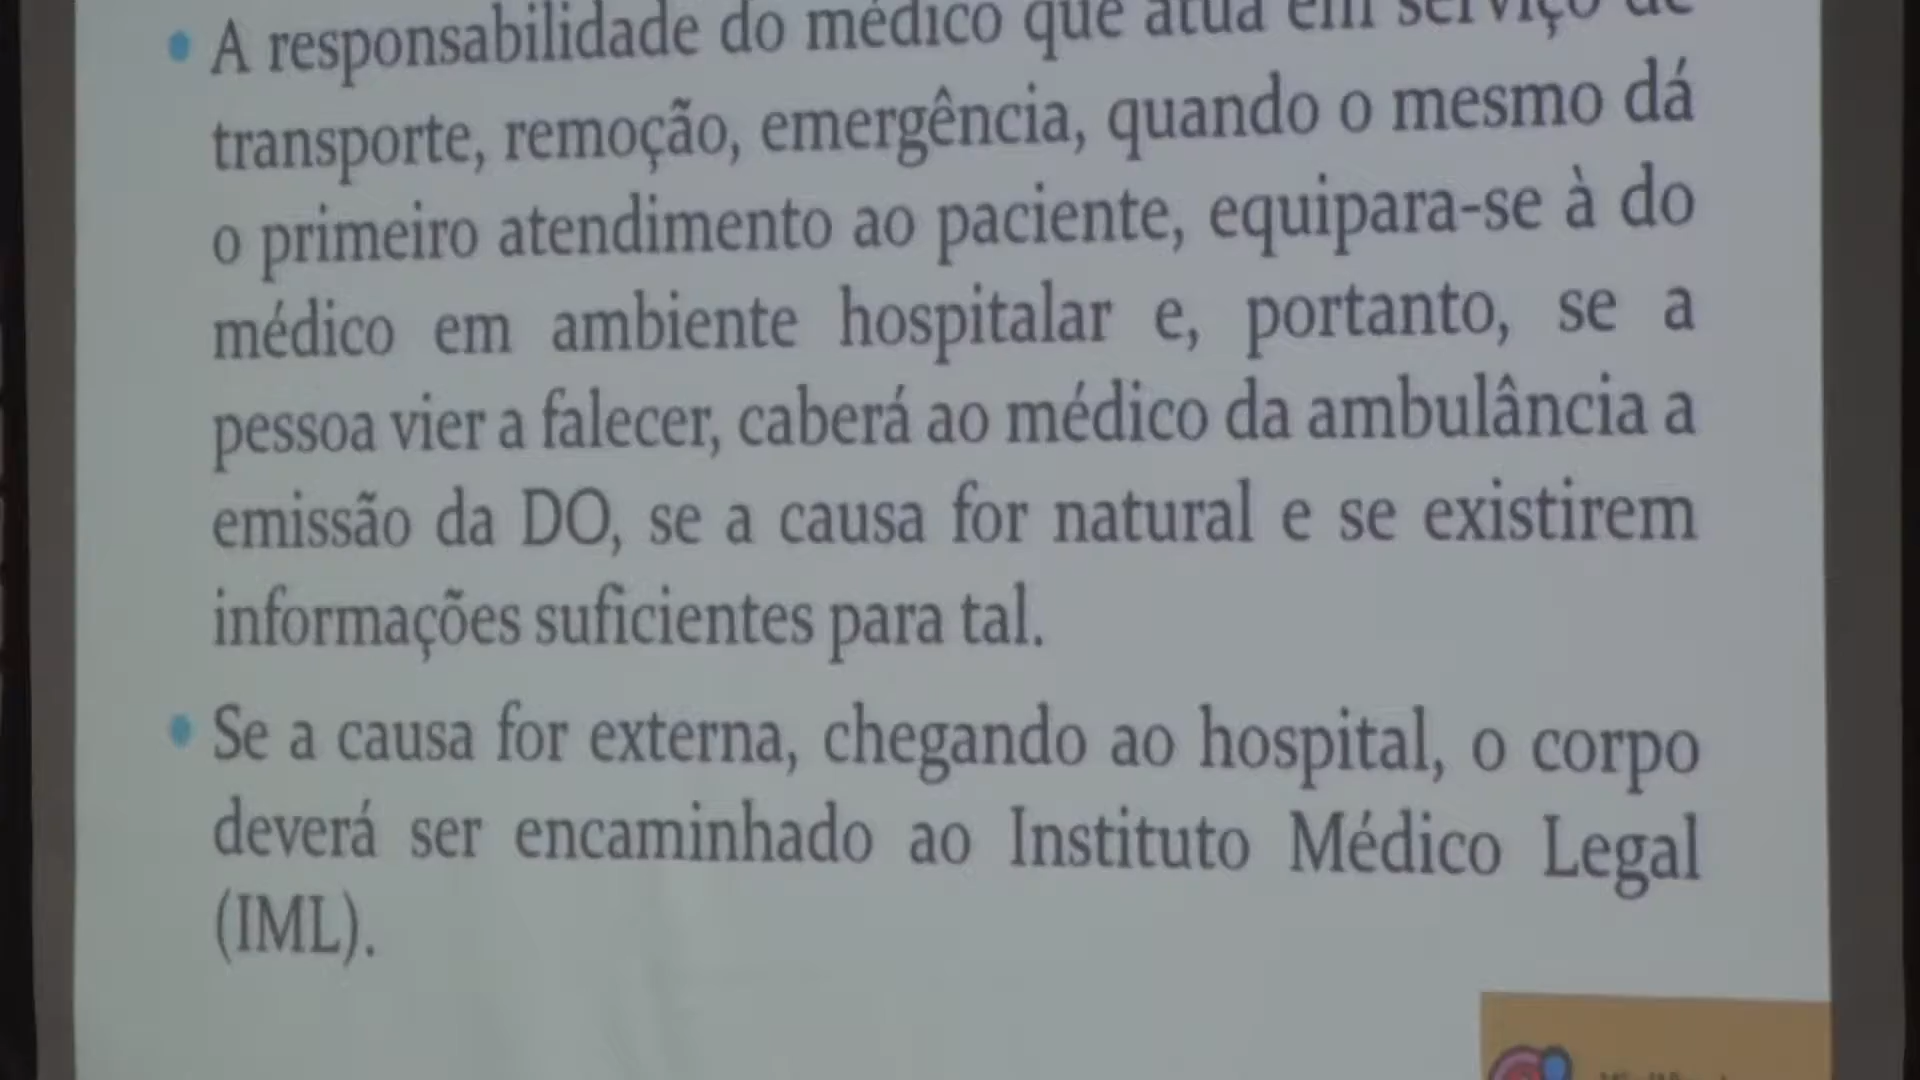 • A responsabilidade do médico que atua em serviço de
transporte, remoção, emergência, quando o mesmo dá
o primeiro atendimento ao paciente, equipara-se à do
médico em ambiente hospitalar e, portanto, se a
pessoa vier a falecer, caberá ao médico da ambulância a
emissão da DO, se a causa for natural e se existirem
informações suficientes para tal.
• Se a causa for externa, chegando ao hospital, o corpo
deverá ser encaminhado ao Instituto Médico Legal
(IML).